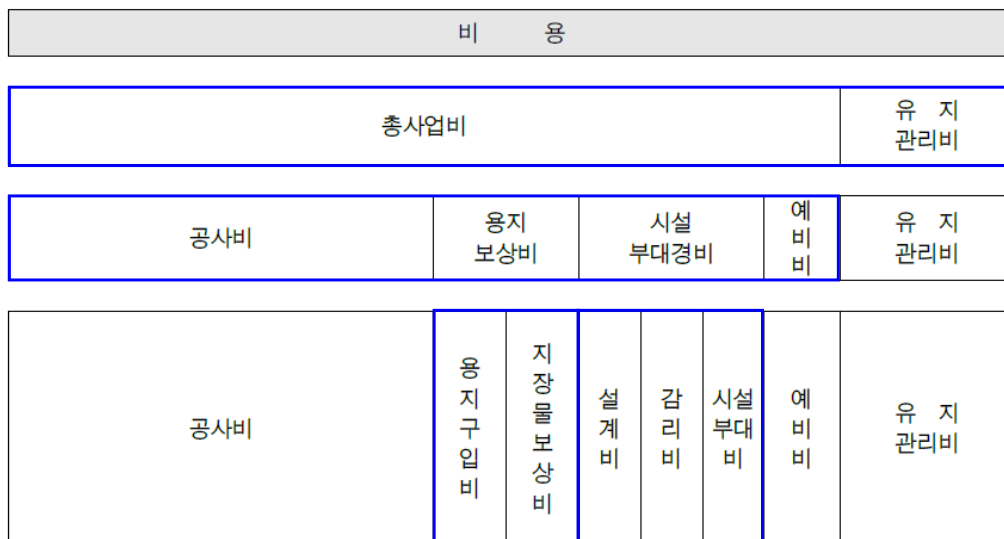 비 용
총사업비
유 지
관리비
공사비
용지
보상비
시설
부대경비
예
비
비
유 지
관리비
공사비
용
지
구
입
비
지
장
물
보
상
비
설
계
비
감
리
비
시설
부대
비
예
비
비
유 지
관리비